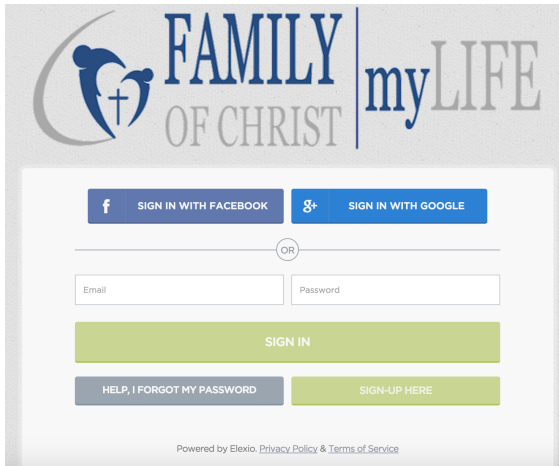 FAMILY
OF CHRIST
myLIFE
f SIGN IN WITH FACEBOOK
g+ SIGN IN WITH GOOGLE
OR
Email
Password
SIGN IN
HELP, I FORGOT MY PASSWORD
SIGN-UP HERE
Powered by Elexio. Privacy Policy & Terms of Service